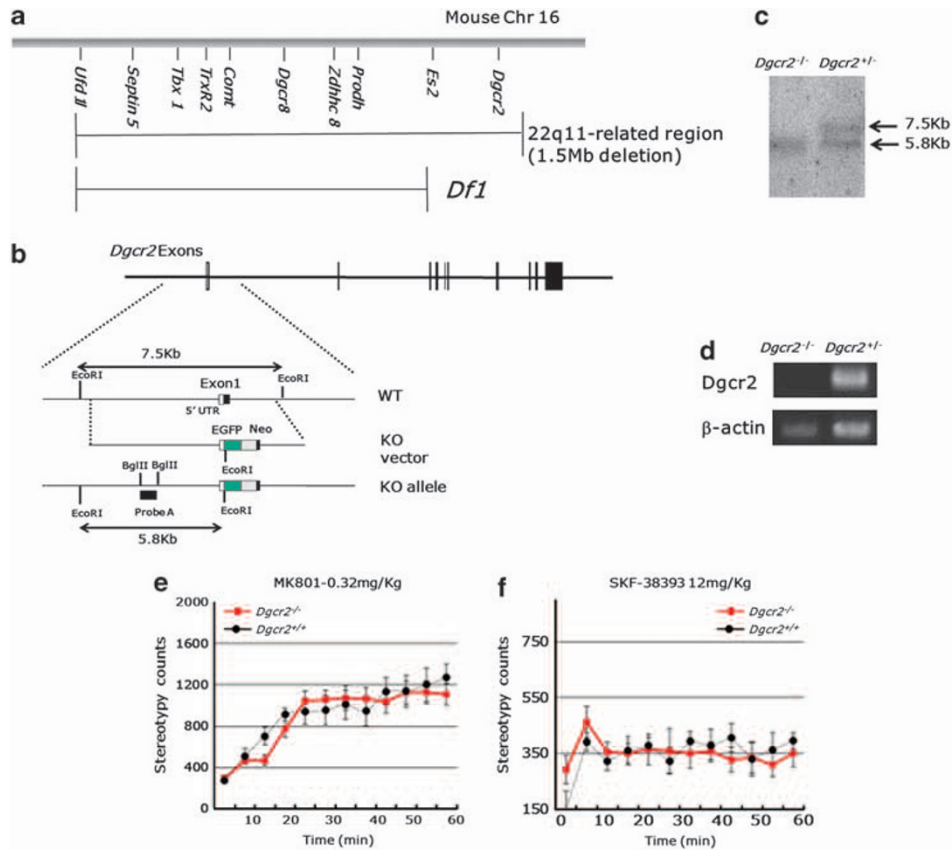 a
Mouse Chr 16
Ufd ll
Septin 5
Tbx 1
TrxR2
Comt
Dgcr8
Zdhhc 8
Prodh
Es2
Dgcr2
22q11-related region
(1.5Mb deletion)
Df1
c
Dgcr2-/- Dgcr2+/-
7.5Kb
5.8Kb
b
Dgcr2 Exons
7.5Kb
EcoRI
Exon1
EcoRI
5' UTR
WT
EGFP Neo
EcoRI
KO
vector
BglII BglII
KO allele
EcoRI
Probe A
EcoRI
5.8Kb
d
Dgcr2-/- Dgcr2+/-
Dgcr2
β-actin
e
MK801-0.32mg/Kg
Dgcr2-/-
Dgcr2+/+
Stereotypy counts
2000
1600
1200
800
400
0
10 20 30 40 50 60
Time (min)
f
SKF-38393 12mg/Kg
Dgcr2-/-
Dgcr2+/+
Stereotypy counts
750
550
350
150
0 10 20 30 40 50 60
Time (min)